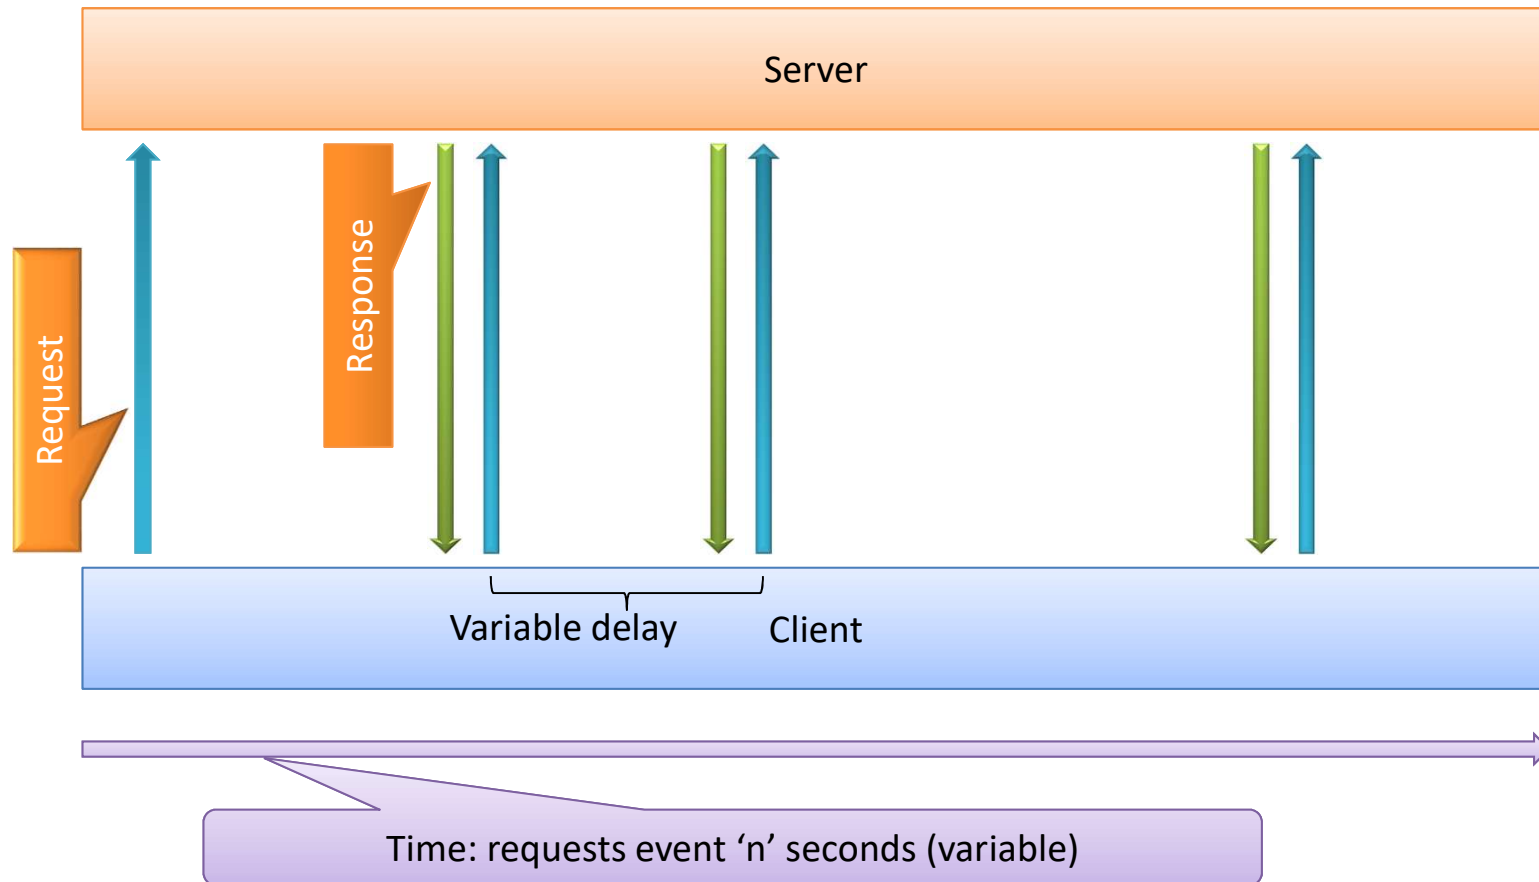 Server
Request
Response
Variable delay
Client
Time: requests event ‘n’ seconds (variable)